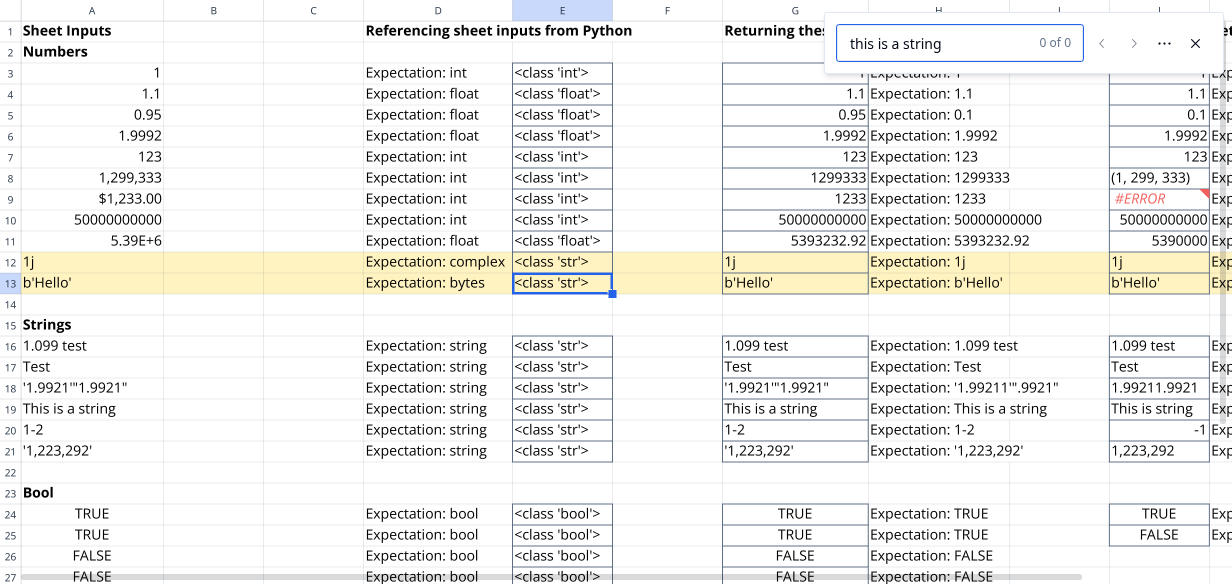 A B C D E F G H
1 Sheet Inputs Referencing sheet inputs from Python Returning thes
this is a string 0 of 0
2 Numbers
3 1 Expectation: int <class 'int'>
4 1.1 Expectation: float <class 'float'> 1.1 Expectation: 1.1 1.1 Exp
5 0.95 Expectation: float <class 'float'> 0.95 Expectation: 0.1 0.1 Exp
6 1.9992 Expectation: float <class 'float'> 1.9992 Expectation: 1.9992 1.9992 Exp
7 123 Expectation: int <class 'int'> 123 Expectation: 123 123 Exp
8 1,299,333 Expectation: int <class 'int'> 1299333 Expectation: 1299333 (1, 299, 333) Exp
9 $1,233.00 Expectation: int <class 'int'> 1233 Expectation: 1233 #ERROR Exp
10 50000000000 Expectation: int <class 'int'> 50000000000 Expectation: 50000000000 50000000000 Exp
11 5.39E+6 Expectation: float <class 'float'> 5393232.92 Expectation: 5393232.92 5390000 Exp
12 1j Expectation: complex <class 'str'> 1j Expectation: 1j 1j Exp
13 b'Hello' Expectation: bytes <class 'str'> b'Hello' Expectation: b'Hello' b'Hello' Exp
14
15 Strings
16 1.099 test Expectation: string <class 'str'> 1.099 test Expectation: 1.099 test 1.099 test Exp
17 Test Expectation: string <class 'str'> Test Expectation: Test Test Exp
18 '1.9921'"1.9921" Expectation: string <class 'str'> '1.9921'"1.9921" Expectation: '1.99211'".9921" 1.99211.9921 Exp
19 This is a string Expectation: string <class 'str'> This is a string Expectation: This is a string This is string Exp
20 1-2 Expectation: string <class 'str'> 1-2 Expectation: 1-2 -1 Exp
21 '1,223,292' Expectation: string <class 'str'> '1,223,292' Expectation: '1,223,292' 1,223,292 Exp
22
23 Bool
24 TRUE Expectation: bool <class 'bool'> TRUE Expectation: TRUE TRUE Exp
25 TRUE Expectation: bool <class 'bool'> TRUE Expectation: TRUE FALSE Exp
26 FALSE Expectation: bool <class 'bool'> FALSE Expectation: FALSE
27 FALSE Expectation: bool <class 'bool'> FALSE Expectation: FALSE